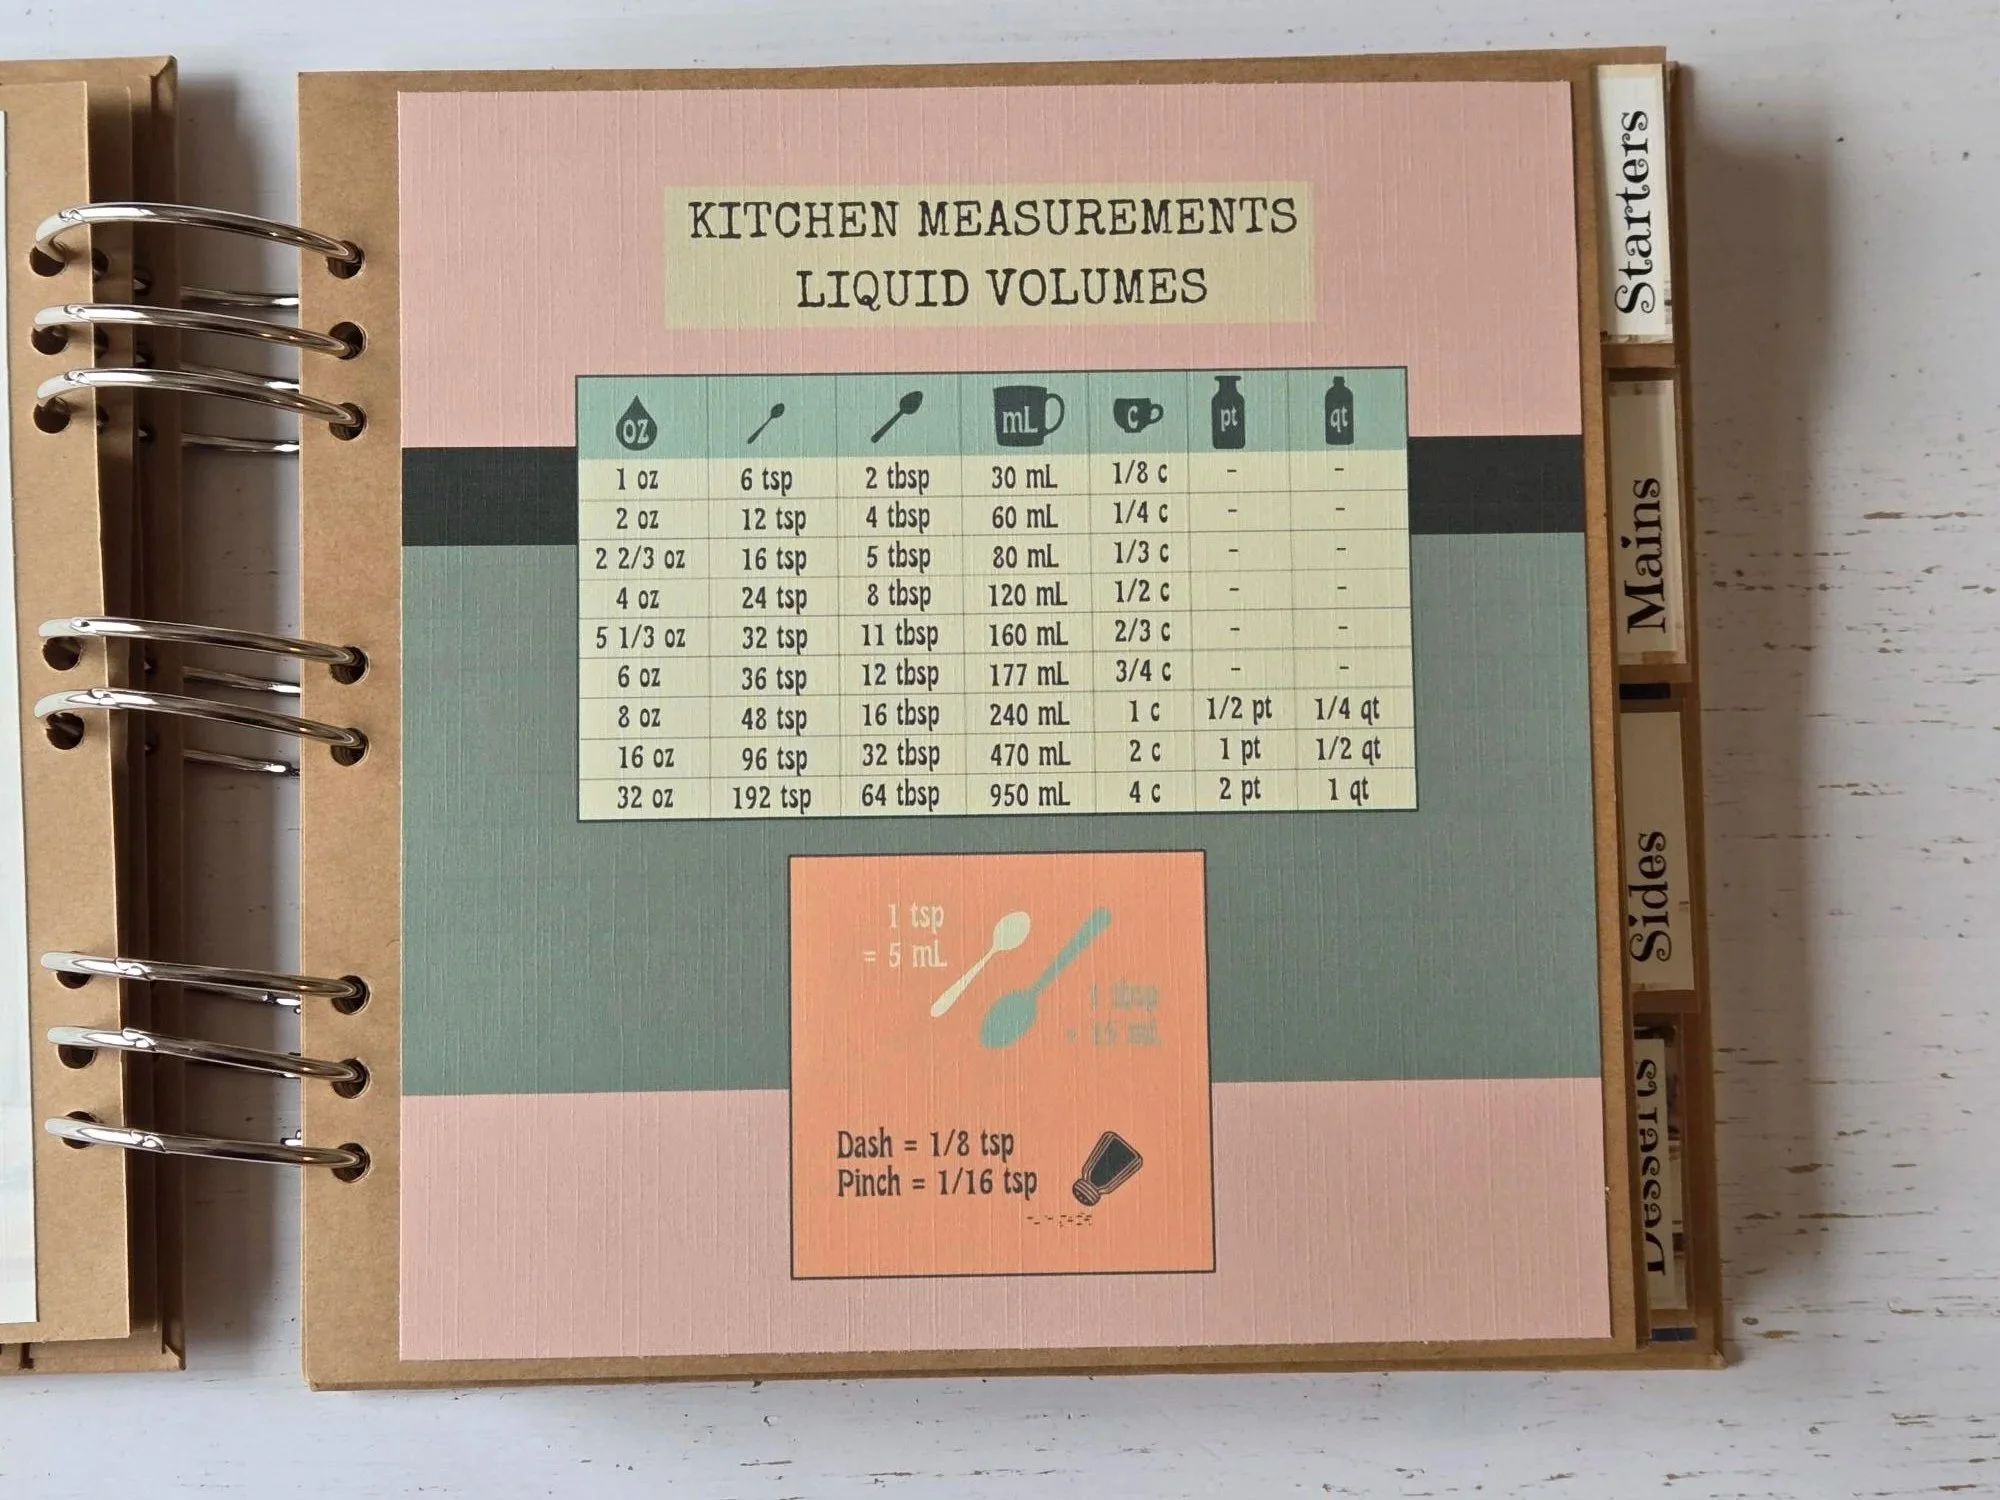 KITCHEN MEASUREMENTS
LIQUID VOLUMES
oz mL c pt qt
1 oz 6 tsp 2 tbsp 30 mL 1/8 c - -
2 oz 12 tsp 4 tbsp 60 mL 1/4 c - -
2 2/3 oz 16 tsp 5 tbsp 80 mL 1/3 c - -
4 oz 24 tsp 8 tbsp 120 mL 1/2 c - -
5 1/3 oz 32 tsp 11 tbsp 160 mL 2/3 c - -
6 oz 36 tsp 12 tbsp 177 mL 3/4 c - -
8 oz 48 tsp 16 tbsp 240 mL 1 c 1/2 pt 1/4 qt
16 oz 96 tsp 32 tbsp 470 mL 2 c 1 pt 1/2 qt
32 oz 192 tsp 64 tbsp 950 mL 4 c 2 pt 1 qt
1 tsp
= 5 mL
1 tbsp
= 15 mL
Dash = 1/8 tsp
Pinch = 1/16 tsp
Starters
Mains
Sides
Desserts